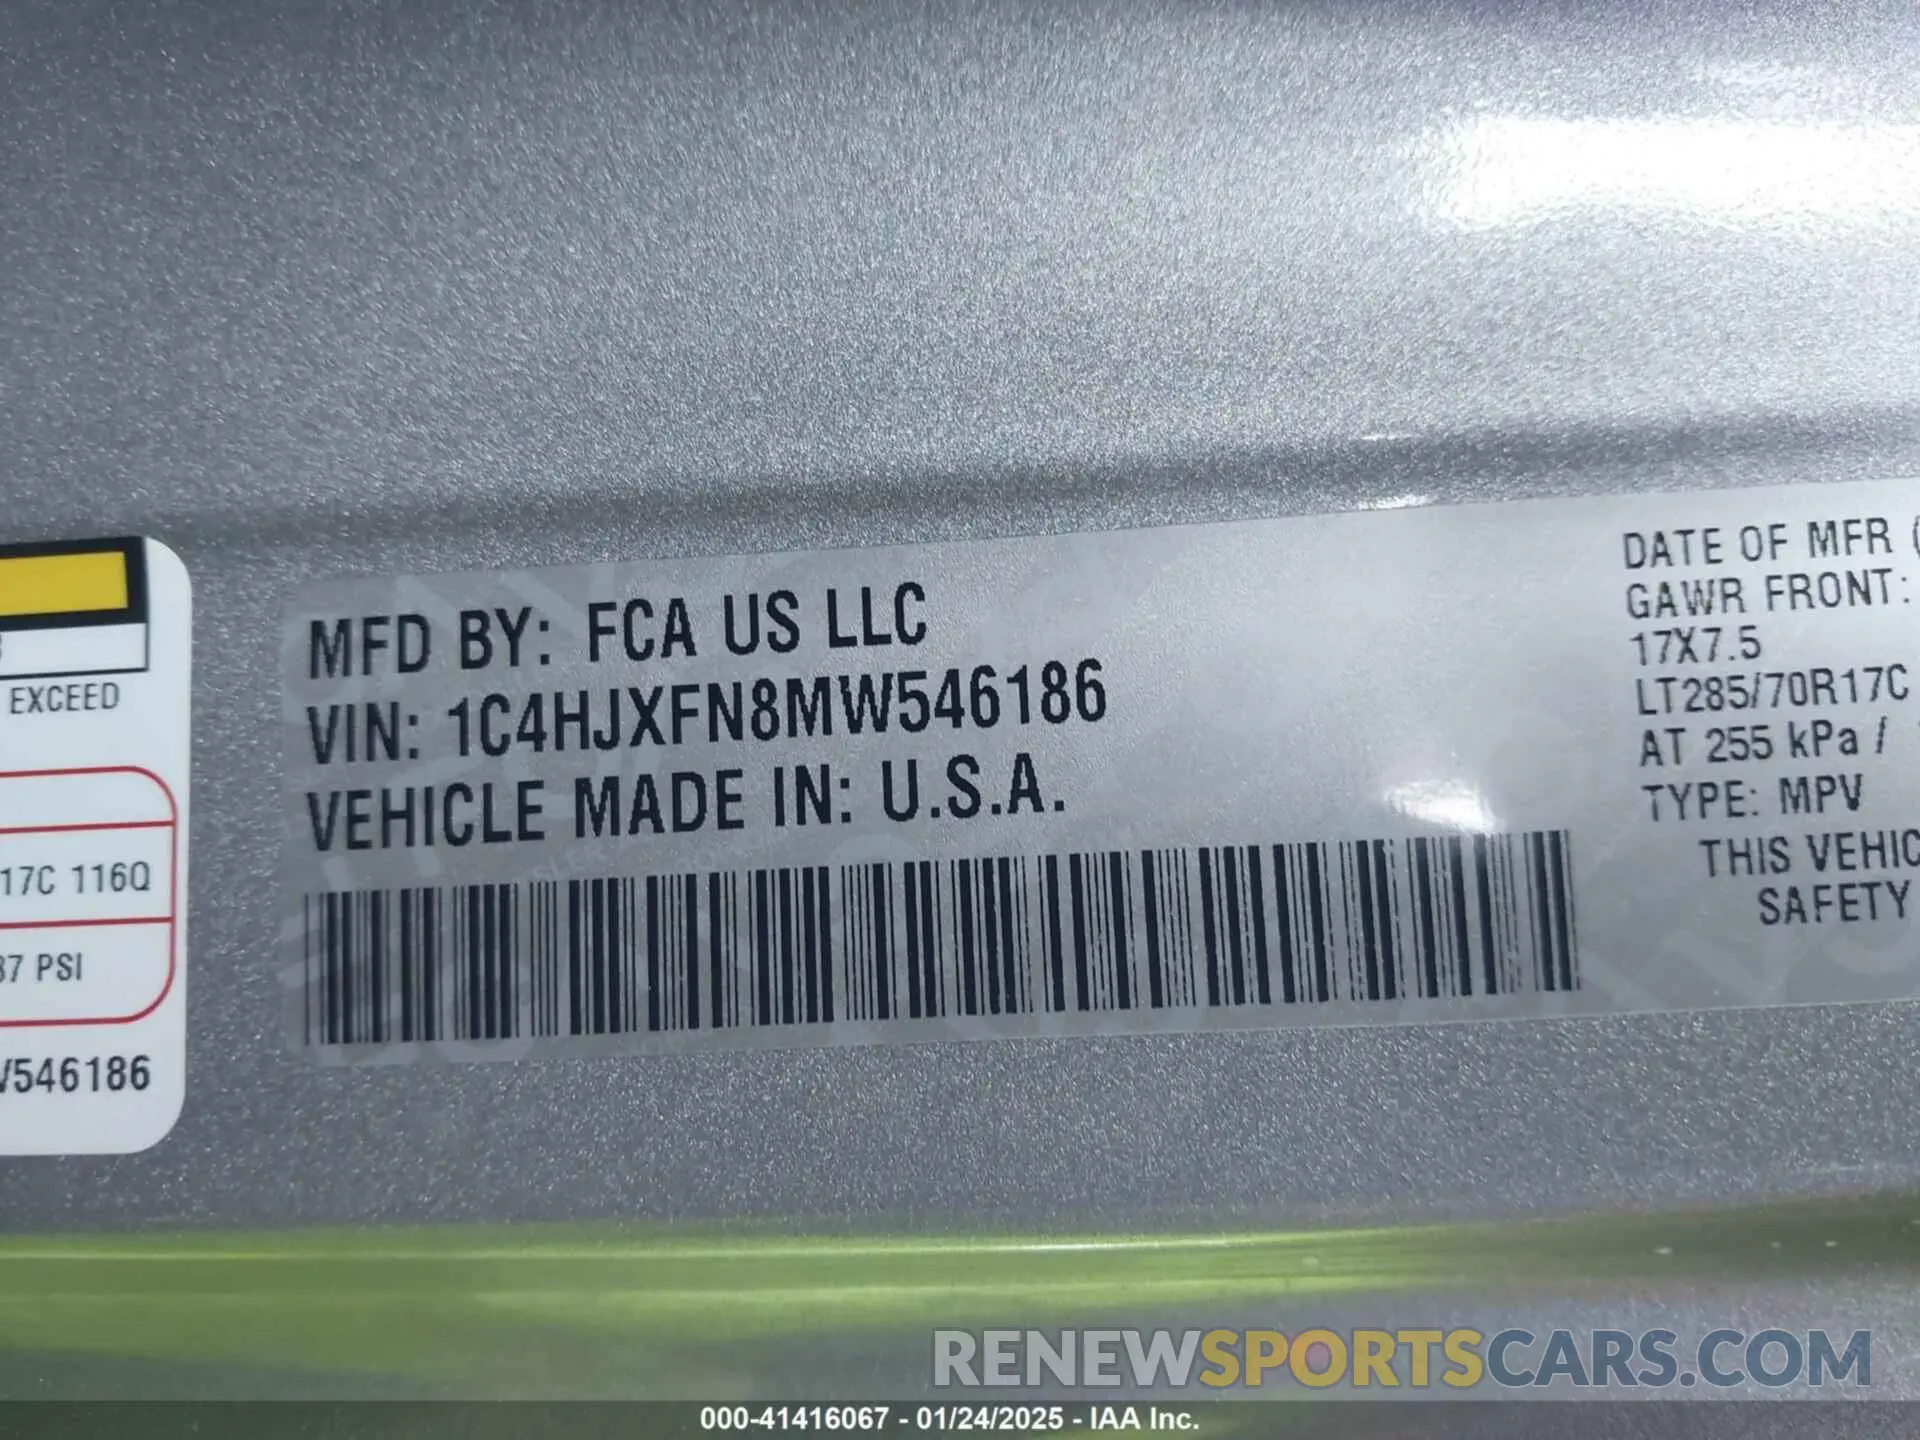 EXCEED
17C 116Q
37 PSI
W546186
MFD BY: FCA US LLC
VIN: 1C4HJXFN8MW546186
VEHICLE MADE IN: U.S.A.
DATE OF MFR (
GAWR FRONT:
17X7.5
LT285/70R17C
AT 255 kPa /
TYPE: MPV
THIS VEHIC
SAFETY
RENEWSPORTSCARS.COM
000-41416067 - 01/24/2025 - IAA Inc.